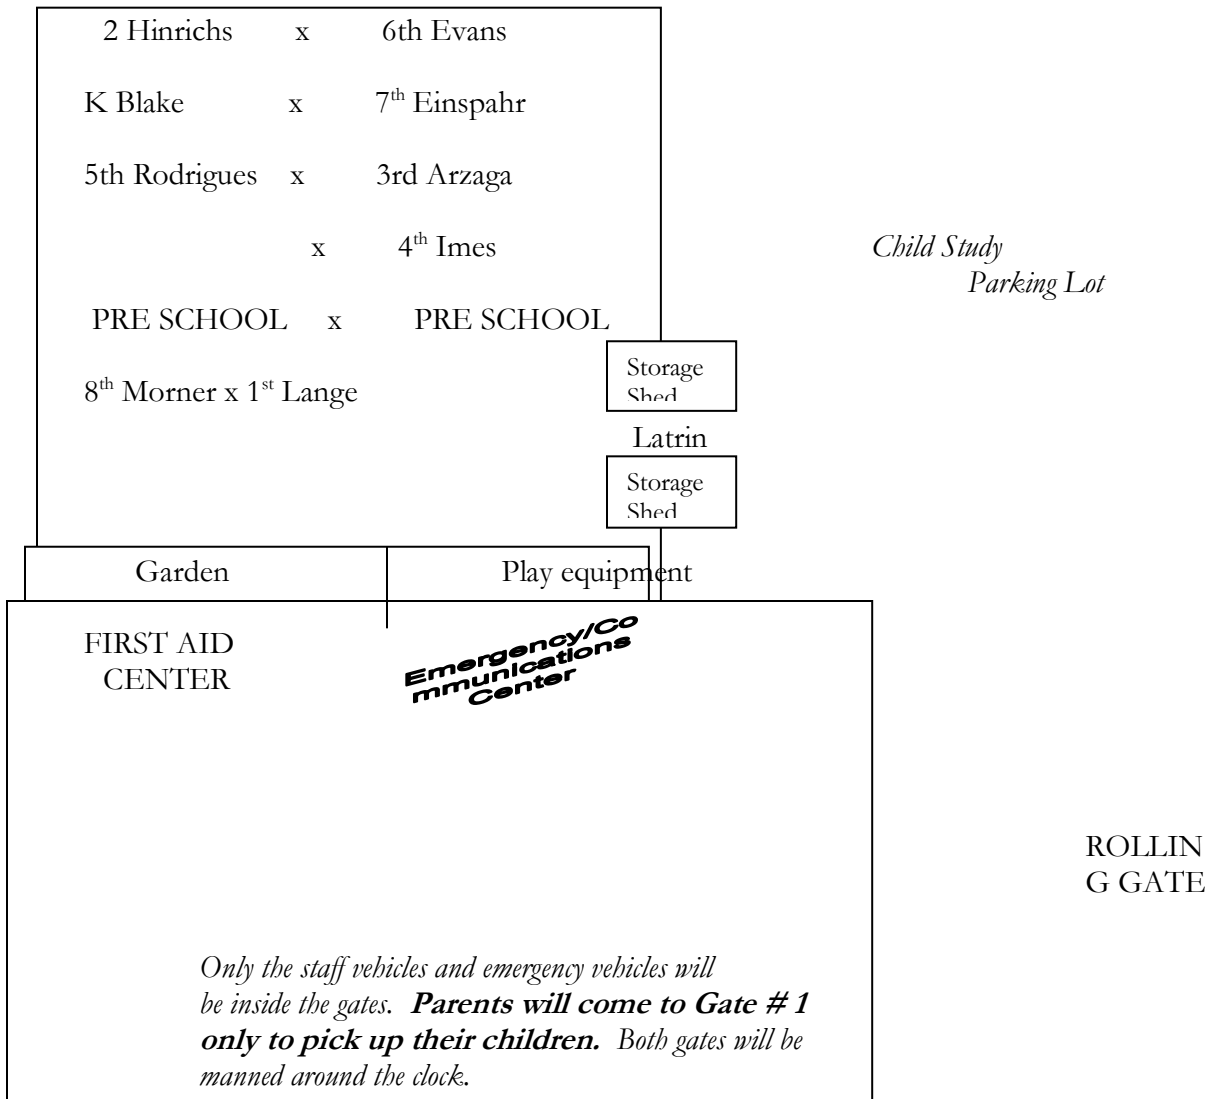 2 Hinrichs x 6th Evans
K Blake x 7th Einspahr
5th Rodrigues x 3rd Arzaga
x 4th Imes
Child Study
Parking Lot
PRE SCHOOL x PRE SCHOOL
Storage
Shed
8th Morner x 1st Lange
Latrin
Storage
Shed
Garden
Play equipment
FIRST AID
CENTER
Emergency/Co
mmunications
Center
ROLLIN
G GATE
Only the staff vehicles and emergency vehicles will
be inside the gates. Parents will come to Gate # 1
only to pick up their children. Both gates will be
manned around the clock.